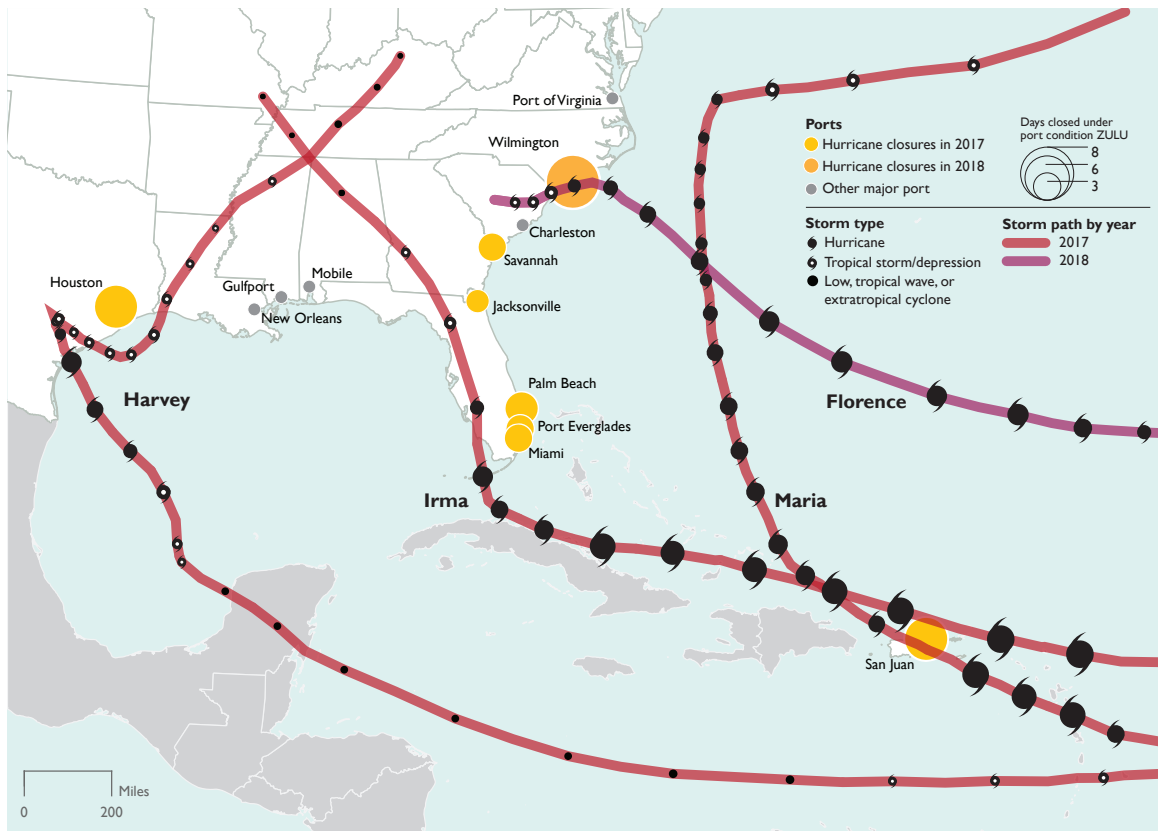 Port of Virginia
Wilmington
Charleston
Savannah
Jacksonville
Houston
Gulfport
Mobile
New Orleans
Palm Beach
Port Everglades
Miami
San Juan
Harvey
Irma
Maria
Florence
Ports
Hurricane closures in 2017
Hurricane closures in 2018
Other major port
Days closed under
port condition ZULU
8
6
3
Storm type
Hurricane
Tropical storm/depression
Low, tropical wave, or
extratropical cyclone
Storm path by year
2017
2018
Miles
0
200